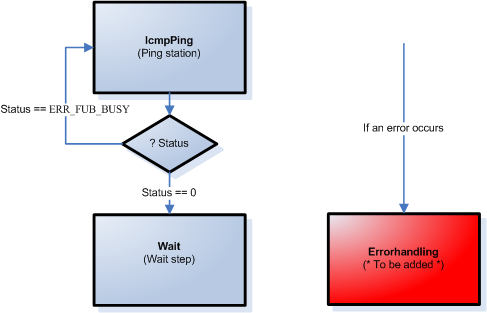 IcmpPing
(Ping station)
Status == ERR_FUB_BUSY
If an error occurs
? Status
Status == 0
Wait
(Wait step)
Errorhandling
(* To be added *)